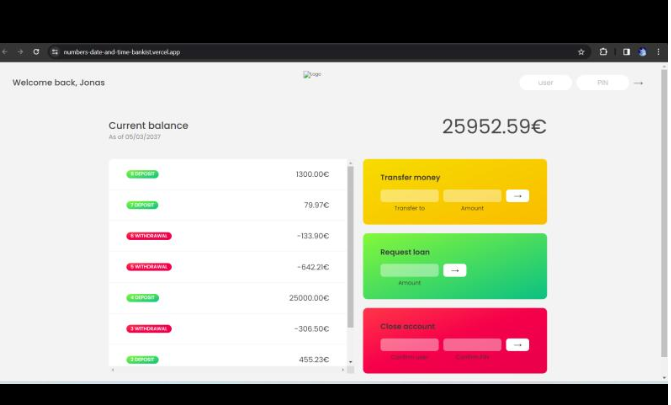 numbers-date-and-time-bankist.vercel.app
Welcome back, Jonas
Logo
user
PIN
→
Current balance
As of 05/03/2037
25952.59€
8 DEPOSIT 1300.00€
7 DEPOSIT 79.97€
6 WITHDRAWAL -133.90€
5 WITHDRAWAL -642.21€
4 DEPOSIT 25000.00€
3 WITHDRAWAL -306.50€
2 DEPOSIT 455.23€
Transfer money
→
Transfer to Amount
Request loan
→
Amount
Close account
→
Confirm user Confirm PIN